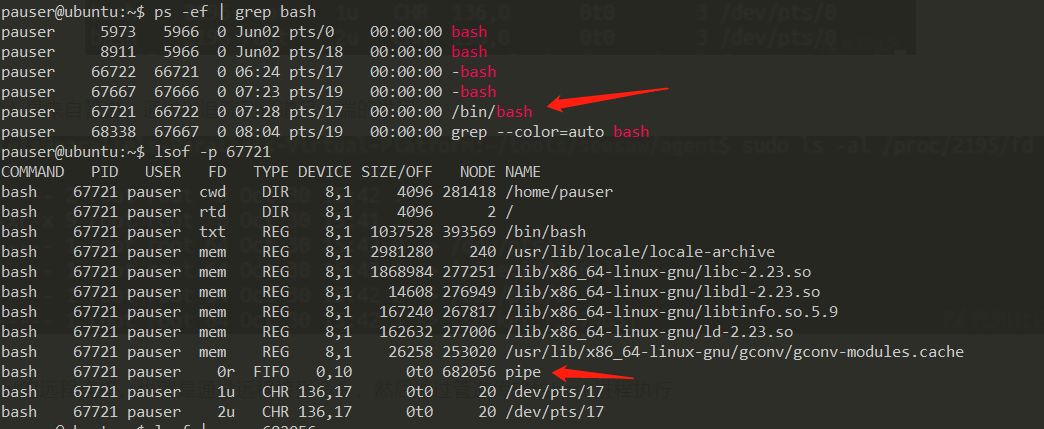 pauser@ubuntu:~$ ps -ef | grep bash
pauser 5973 5966 0 Jun02 pts/0 00:00:00 bash
pauser 8911 5966 0 Jun02 pts/18 00:00:00 bash
pauser 66722 66721 0 06:24 pts/17 00:00:00 -bash
pauser 67667 67666 0 07:23 pts/19 00:00:00 -bash
pauser 67721 66722 0 07:28 pts/17 00:00:00 /bin/bash
pauser 68338 67667 0 08:04 pts/19 00:00:00 grep --color=auto bash
pauser@ubuntu:~$ lsof -p 67721
COMMAND PID USER FD TYPE DEVICE SIZE/OFF NODE NAME
bash 67721 pauser cwd DIR 8,1 4096 281418 /home/pauser
bash 67721 pauser rtd DIR 8,1 4096 2 /
bash 67721 pauser txt REG 8,1 1037528 393569 /bin/bash
bash 67721 pauser mem REG 8,1 2981280 240 /usr/lib/locale/locale-archive
bash 67721 pauser mem REG 8,1 1868984 277251 /lib/x86_64-linux-gnu/libc-2.23.so
bash 67721 pauser mem REG 8,1 14608 276949 /lib/x86_64-linux-gnu/libdl-2.23.so
bash 67721 pauser mem REG 8,1 167240 267817 /lib/x86_64-linux-gnu/libtinfo.so.5.9
bash 67721 pauser mem REG 8,1 162632 277006 /lib/x86_64-linux-gnu/ld-2.23.so
bash 67721 pauser mem REG 8,1 26258 253020 /usr/lib/x86_64-linux-gnu/gconv/gconv-modules.cache
bash 67721 pauser 0r FIFO 0,10 0t0 682056 pipe
bash 67721 pauser 1u CHR 136,17 0t0 20 /dev/pts/17
bash 67721 pauser 2u CHR 136,17 0t0 20 /dev/pts/17